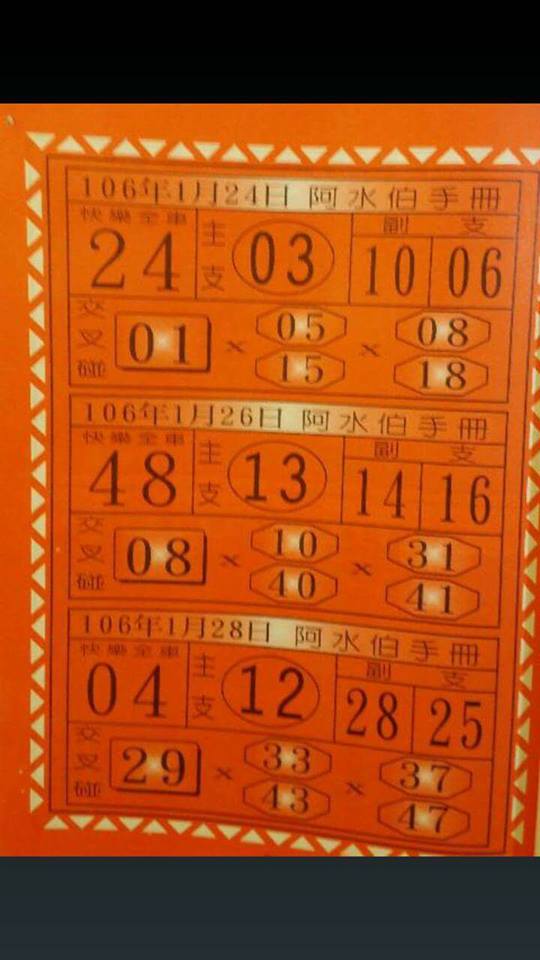 106年1月24日 阿水伯手冊
快樂全車 主支 副支
24 03 10 06
交叉碰 01 × 05 15 × 08 18
106年1月26日 阿水伯手冊
快樂全車 主支 副支
48 13 14 16
交叉碰 08 × 10 40 × 31 41
106年1月28日 阿水伯手冊
快樂全車 主支 副支
04 12 28 25
交叉碰 29 × 33 43 × 37 47